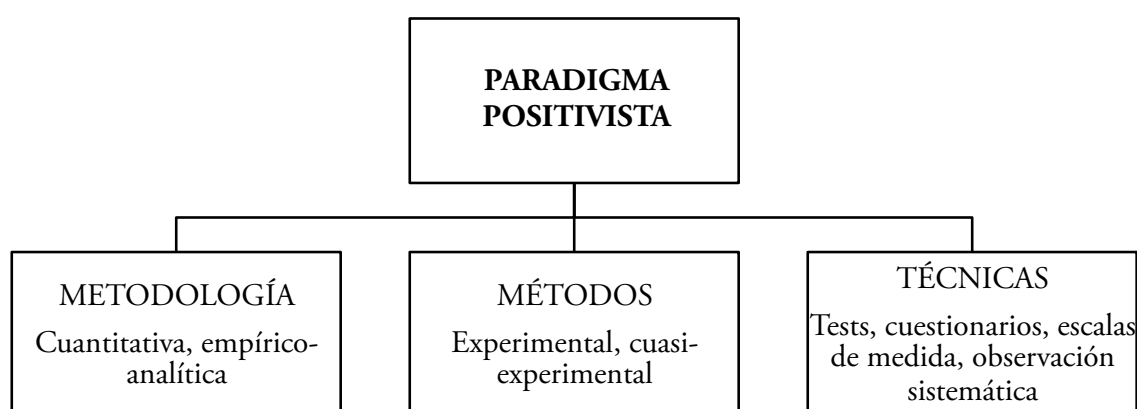 PARADIGMA
POSITIVISTA
METODOLOGÍA
Cuantitativa, empírico-
analítica
MÉTODOS
Experimental, cuasi-
experimental
TÉCNICAS
Tests, cuestionarios, escalas
de medida, observación
sistemática